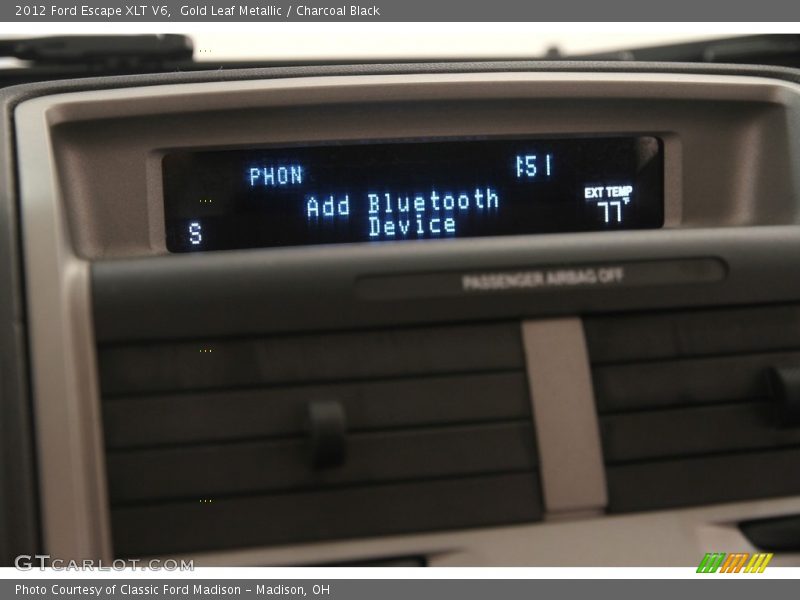 2012 Ford Escape XLT V6,  Gold Leaf Metallic / Charcoal Black
PHON 1:51
Add Bluetooth
Device
EXT TEMP
77°F
S
PASSENGER AIRBAG OFF
GTCARLOT.COM
Photo Courtesy of Classic Ford Madison - Madison, OH